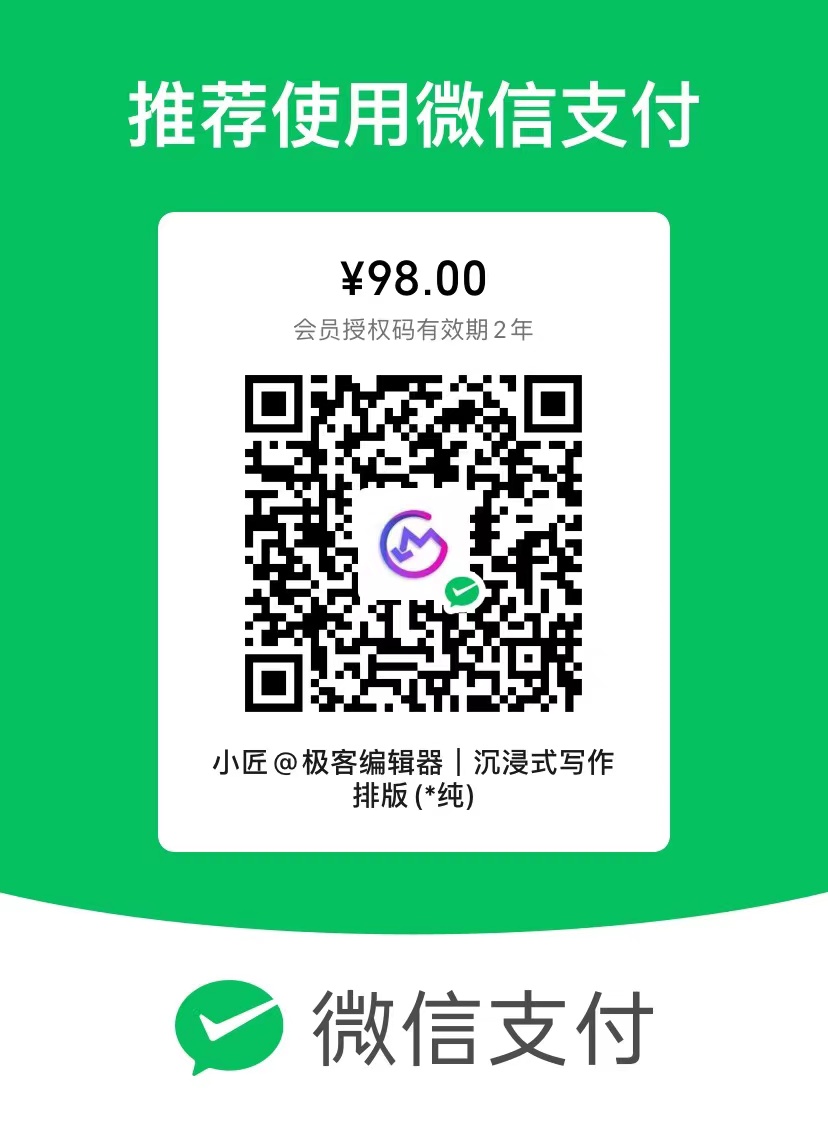 推荐使用微信支付
¥98.00
会员授权码有效期2年
小匠@极客编辑器｜沉浸式写作
排版(*纯)
微信支付